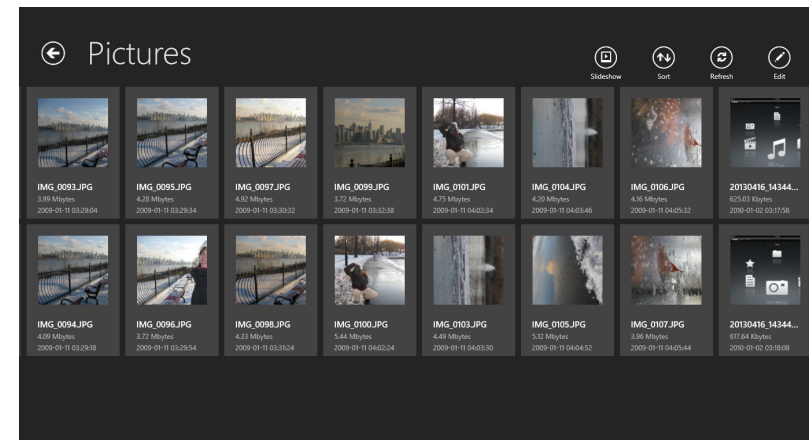 Pictures
Slideshow
Sort
Refresh
Edit
IMG_0093.JPG
3.99 Mbytes
2009-01-11 03:29:04
IMG_0095.JPG
4.28 Mbytes
2009-01-11 03:29:34
IMG_0097.JPG
4.92 Mbytes
2009-01-11 03:30:32
IMG_0099.JPG
3.72 Mbytes
2009-01-11 03:32:38
IMG_0101.JPG
4.75 Mbytes
2009-01-11 04:02:34
IMG_0104.JPG
4.20 Mbytes
2009-01-11 04:03:46
IMG_0106.JPG
4.16 Mbytes
2009-01-11 04:05:32
20130416_14344...
625.03 Kbytes
2010-01-02 03:17:58
IMG_0094.JPG
4.09 Mbytes
2009-01-11 03:29:18
IMG_0096.JPG
3.72 Mbytes
2009-01-11 03:29:54
IMG_0098.JPG
4.33 Mbytes
2009-01-11 03:31:24
IMG_0100.JPG
5.44 Mbytes
2009-01-11 04:02:24
IMG_0103.JPG
4.49 Mbytes
2009-01-11 04:03:30
IMG_0105.JPG
5.12 Mbytes
2009-01-11 04:04:52
IMG_0107.JPG
3.96 Mbytes
2009-01-11 04:05:44
20130416_14344...
617.64 Kbytes
2010-01-02 03:18:08